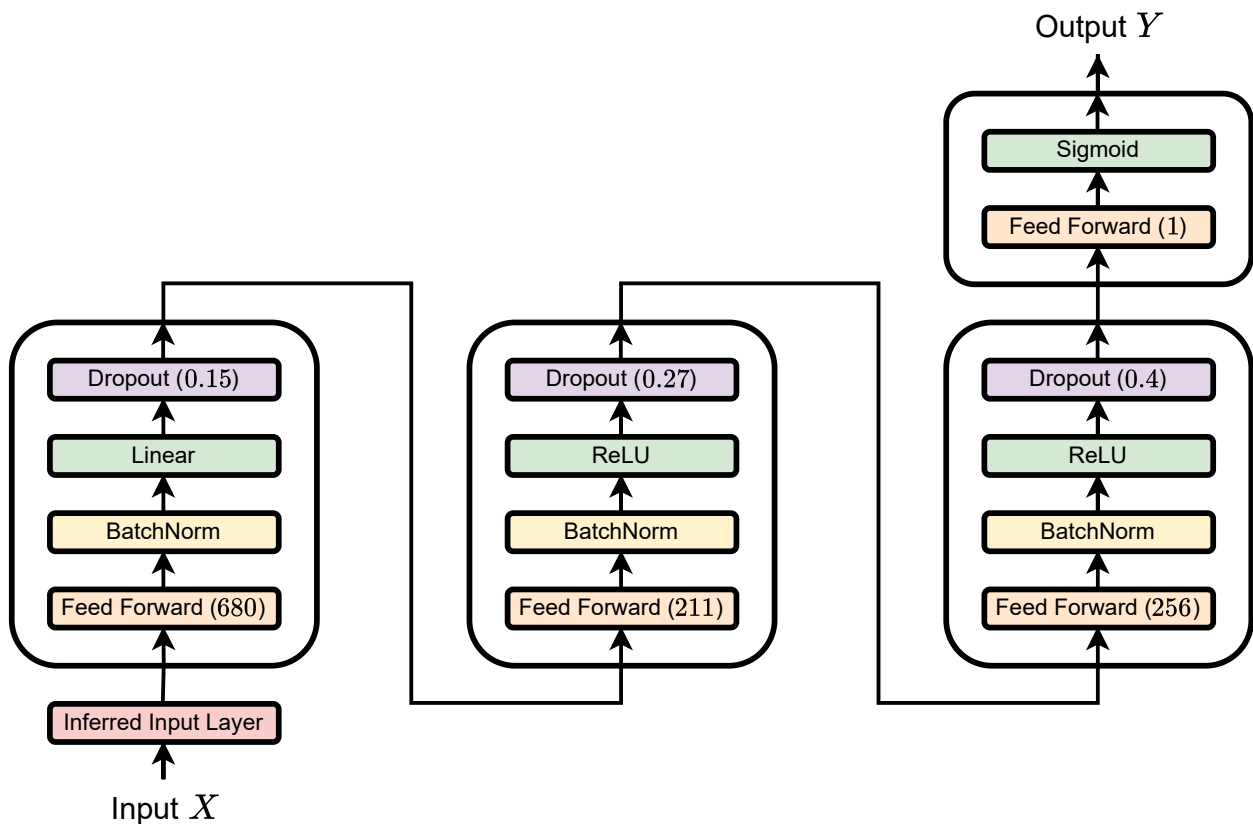 Output Y
Sigmoid
Feed Forward (1)
Dropout (0.15)
Linear
BatchNorm
Feed Forward (680)
Inferred Input Layer
Input X
Dropout (0.27)
ReLU
BatchNorm
Feed Forward (211)
Dropout (0.4)
ReLU
BatchNorm
Feed Forward (256)